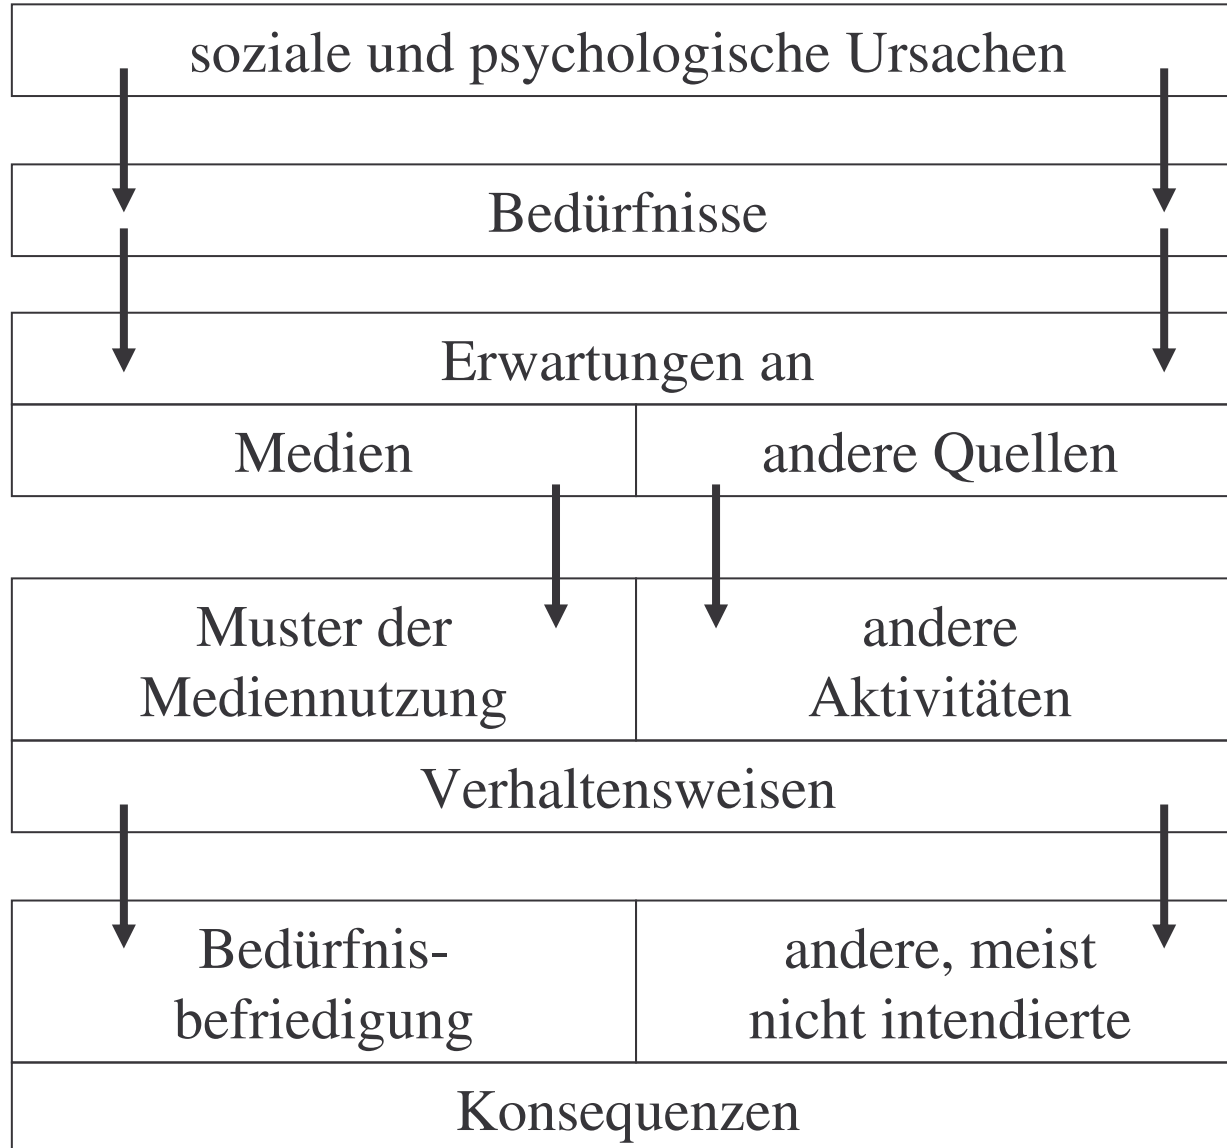 soziale und psychologische Ursachen
Bedürfnisse
Erwartungen an
Medien
andere Quellen
Muster der
Mediennutzung
andere
Aktivitäten
Verhaltensweisen
Bedürfnis-
befriedigung
andere, meist
nicht intendierte
Konsequenzen